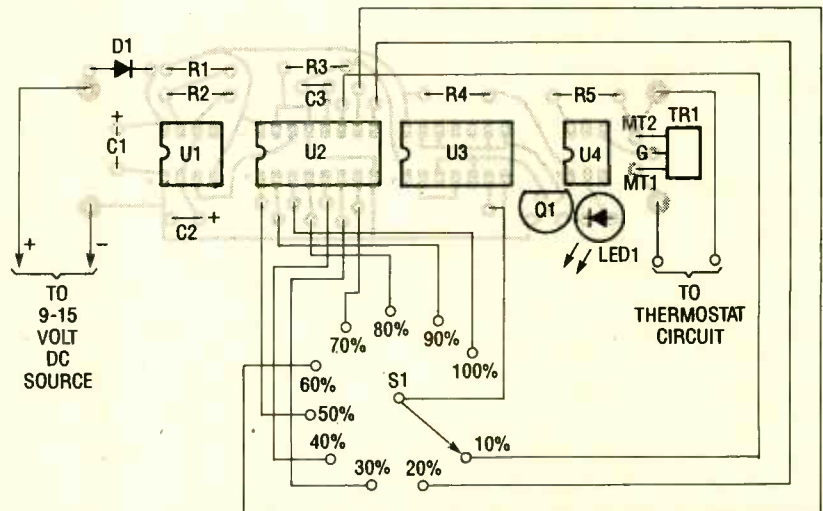 D1
R1
R2
R3
C3
R4
R5
MT2
TR1
G
MT1
+
C1
-
U1
U2
U3
U4
C2 +
Q1
LED1
+ -
TO
9-15
VOLT
DC
SOURCE
TO
THERMOSTAT
CIRCUIT
70%
80%
90%
100%
60%
S1
50%
40%
10%
30%
20%